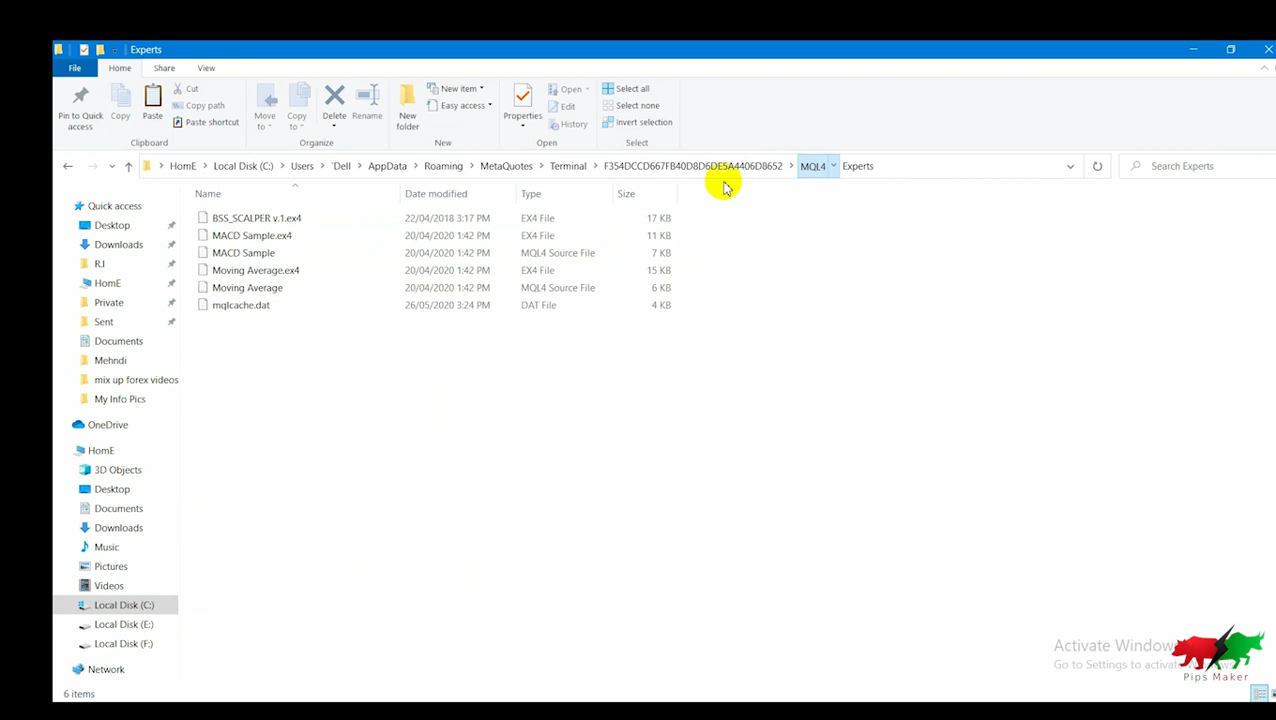 Experts
File Home Share View
Pin to Quick access
Copy
Paste
Cut
Copy path
Paste shortcut
Clipboard
Move to
Copy to
Delete
Rename
Organize
New folder
New item
Easy access
New
Properties
Open
Edit
History
Open
Select all
Select none
Invert selection
Select
HomE > Local Disk (C:) > Users > `Dell > AppData > Roaming > MetaQuotes > Terminal > F354DCCD667FB40D8D6DE5A4406D8652 > MQL4 Experts
Search Experts
Name Date modified Type Size
BSS_SCALPER v.1.ex4 22/04/2018 3:17 PM EX4 File 17 KB
MACD Sample.ex4 20/04/2020 1:42 PM EX4 File 11 KB
MACD Sample 20/04/2020 1:42 PM MQL4 Source File 7 KB
Moving Average.ex4 20/04/2020 1:42 PM EX4 File 15 KB
Moving Average 20/04/2020 1:42 PM MQL4 Source File 6 KB
mqlcache.dat 26/05/2020 3:24 PM DAT File 4 KB
Quick access
Desktop
Downloads
R.I
HomE
Private
Sent
Documents
Mehndi
mix up forex videos
My Info Pics
OneDrive
HomE
3D Objects
Desktop
Documents
Downloads
Music
Pictures
Videos
Local Disk (C:)
Local Disk (E:)
Local Disk (F:)
Network
6 items
Activate Windows
Go to Settings to activate
Pips Maker